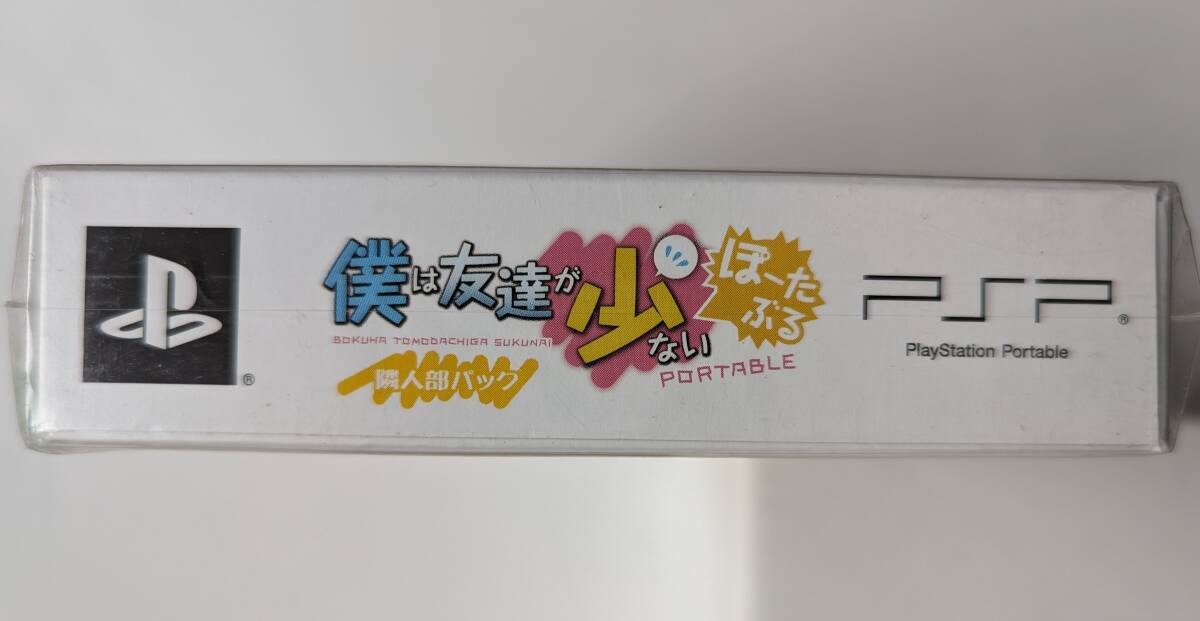 僕は友達が少ない
ぽーたぶる
BOKUHA TOMODACHIGA SUKUNAI
PORTABLE
隣人部パック
PSP®
PlayStation Portable
®